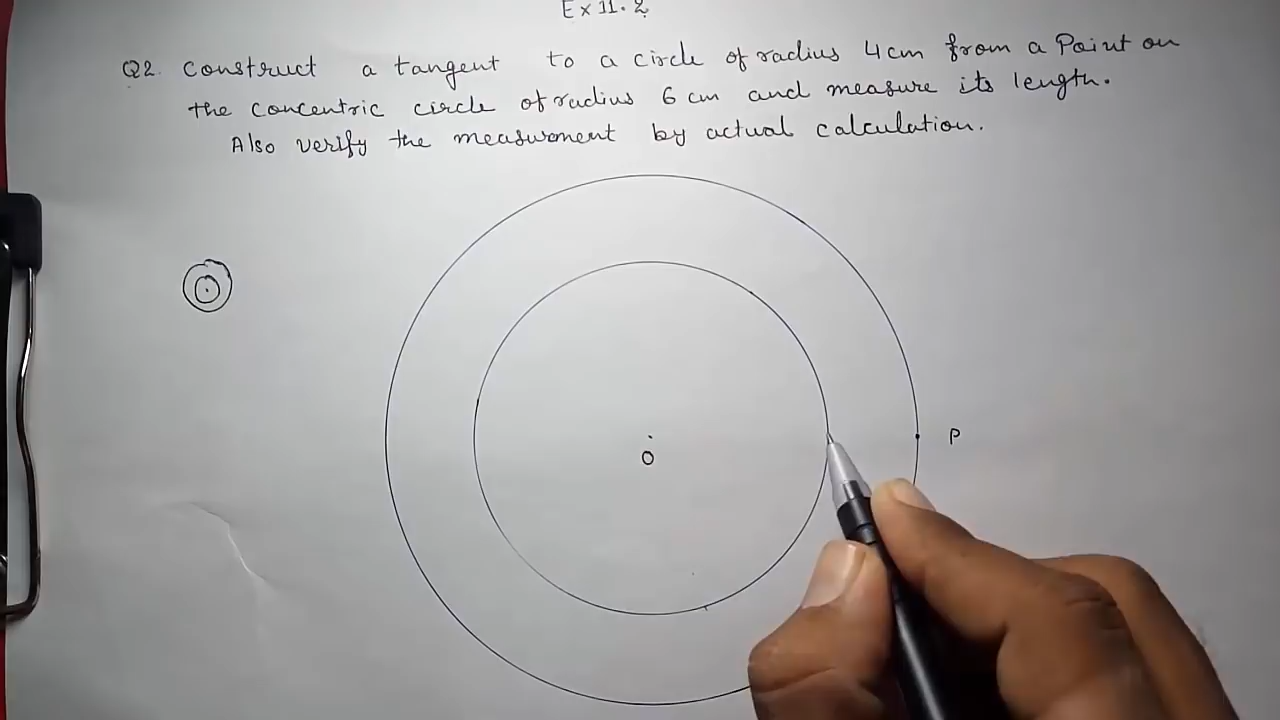 Ex 11.2
Q2. Construct a tangent to a circle of radius 4cm from a Point on
the concentric circle of radius 6 cm and measure its length.
Also verify the measurment by actual calculation.
P
O